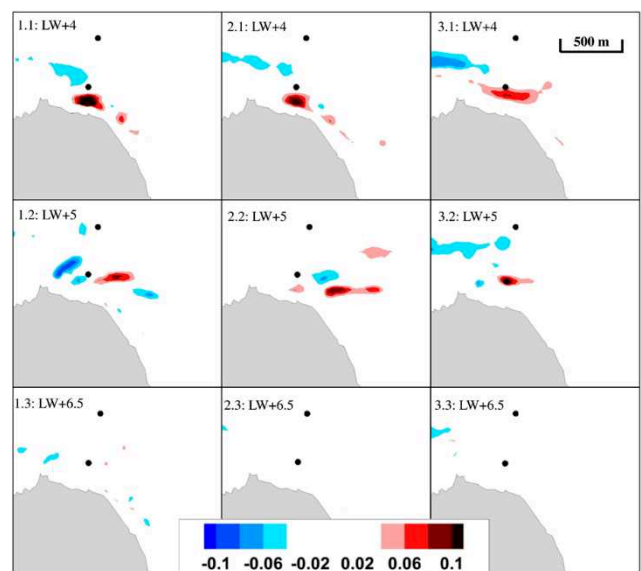 1.1: LW+4
2.1: LW+4
3.1: LW+4
500 m
1.2: LW+5
2.2: LW+5
3.2: LW+5
1.3: LW+6.5
2.3: LW+6.5
3.3: LW+6.5
-0.1 -0.06 -0.02 0.02 0.06 0.1